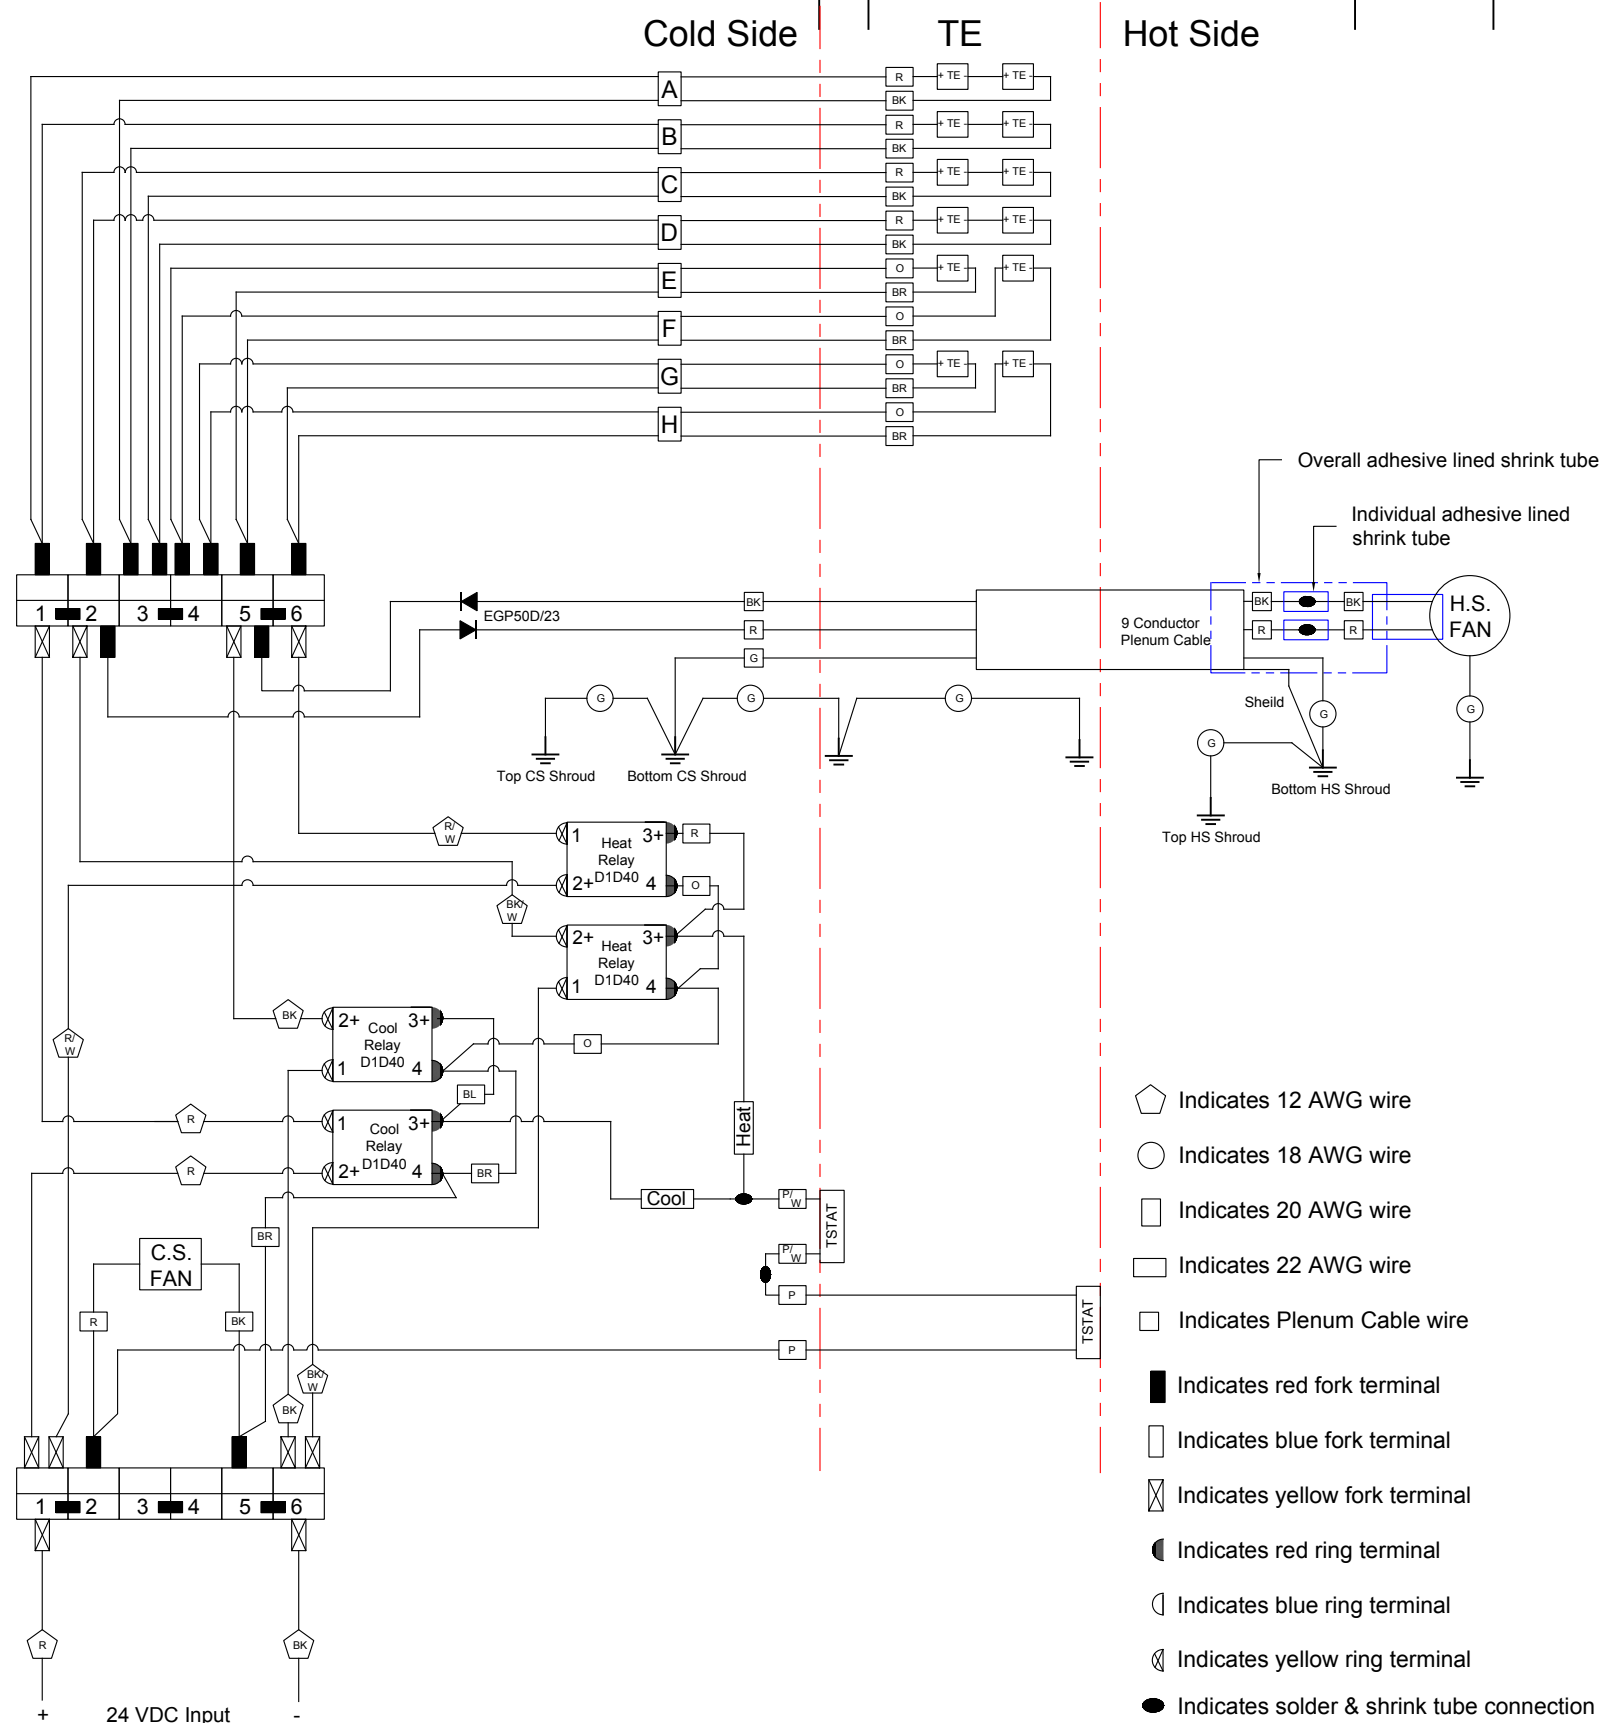 Cold Side TE Hot Side
A R + TE - + TE -
BK
B R + TE - + TE -
BK
C R + TE - + TE -
BK
D R + TE - + TE -
BK
E O + TE - + TE -
BR
F O
BR
G O + TE - + TE -
BR
H O
BR
Overall adhesive lined shrink tube
Individual adhesive lined
shrink tube
1 2 3 4 5 6
EGP50D/23
BK
R
G
9 Conductor
Plenum Cable
BK BK
R R
H.S.
FAN
Sheild
G G G G G
G
Top CS Shroud Bottom CS Shroud
Bottom HS Shroud
Top HS Shroud
R/
W
1 3+ R
Heat
Relay
D1D40
2+ 4 O
BK/
W
2+ 3+
Heat
Relay
D1D40
1 4
BK
2+ 3+
Cool
Relay
D1D40
1 4
R/
W
O
BL
R
1 3+
Cool
Relay
D1D40
R
2+ 4 BR
Heat
Cool
P/
W
TSTAT
P/
W
P
TSTAT
P
BR
C.S.
FAN
R BK
BK/
W
BK
1 2 3 4 5 6
R BK
+ 24 VDC Input -
Indicates 12 AWG wire
Indicates 18 AWG wire
Indicates 20 AWG wire
Indicates 22 AWG wire
Indicates Plenum Cable wire
Indicates red fork terminal
Indicates blue fork terminal
Indicates yellow fork terminal
Indicates red ring terminal
Indicates blue ring terminal
Indicates yellow ring terminal
Indicates solder & shrink tube connection